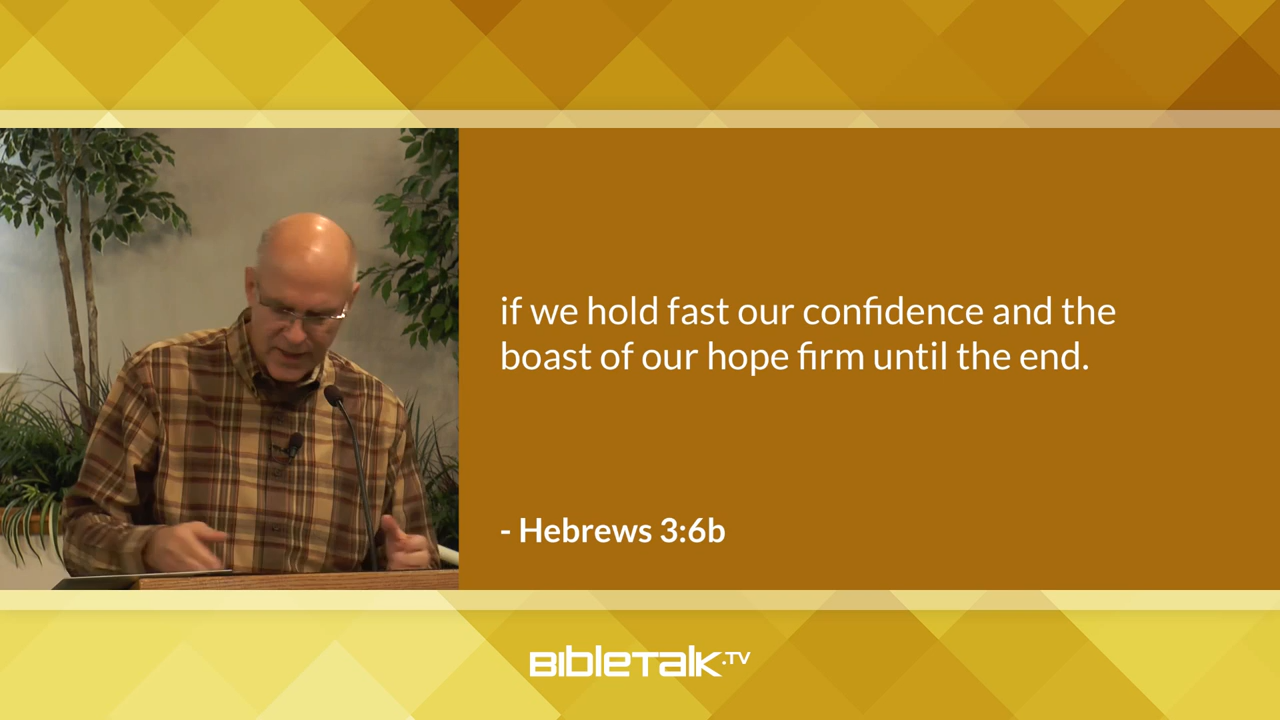 if we hold fast our confidence and the
boast of our hope firm until the end.
- Hebrews 3:6b
BIBLETALK.TV